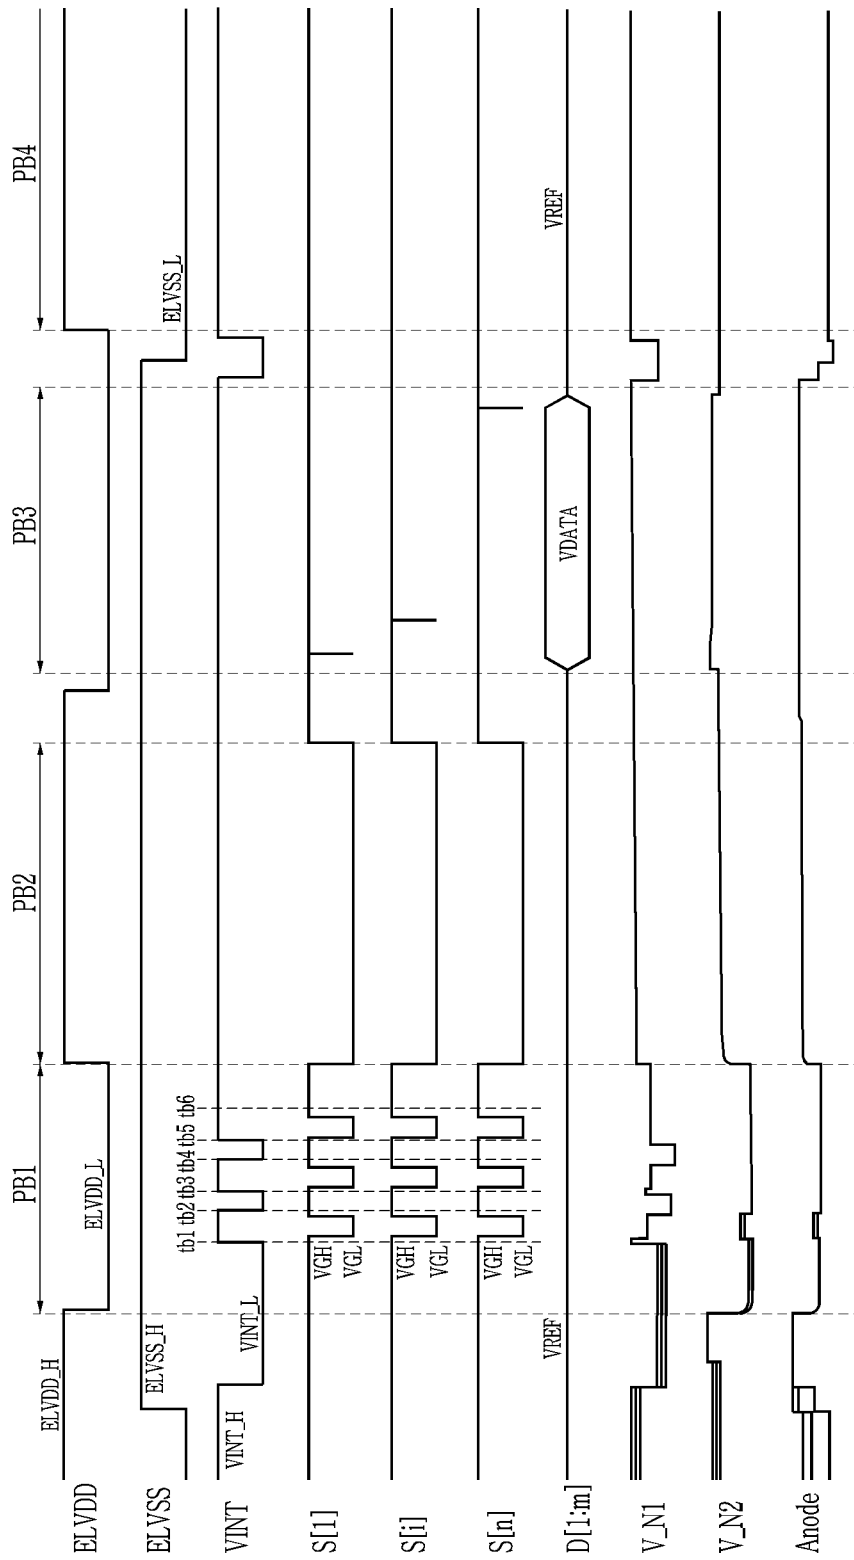 PB1
PB2
PB3
PB4
ELVDD
ELVDD_H
ELVDD_L
ELVSS
ELVSS_H
ELVSS_L
VINT
VINT_H
VINT_L
tb1
tb2
tb3
tb4
tb5
tb6
S[1]
VGH
VGL
S[i]
VGH
VGL
S[n]
VGH
VGL
D[1:m]
VREF
VDATA
VREF
V_N1
V_N2
Anode